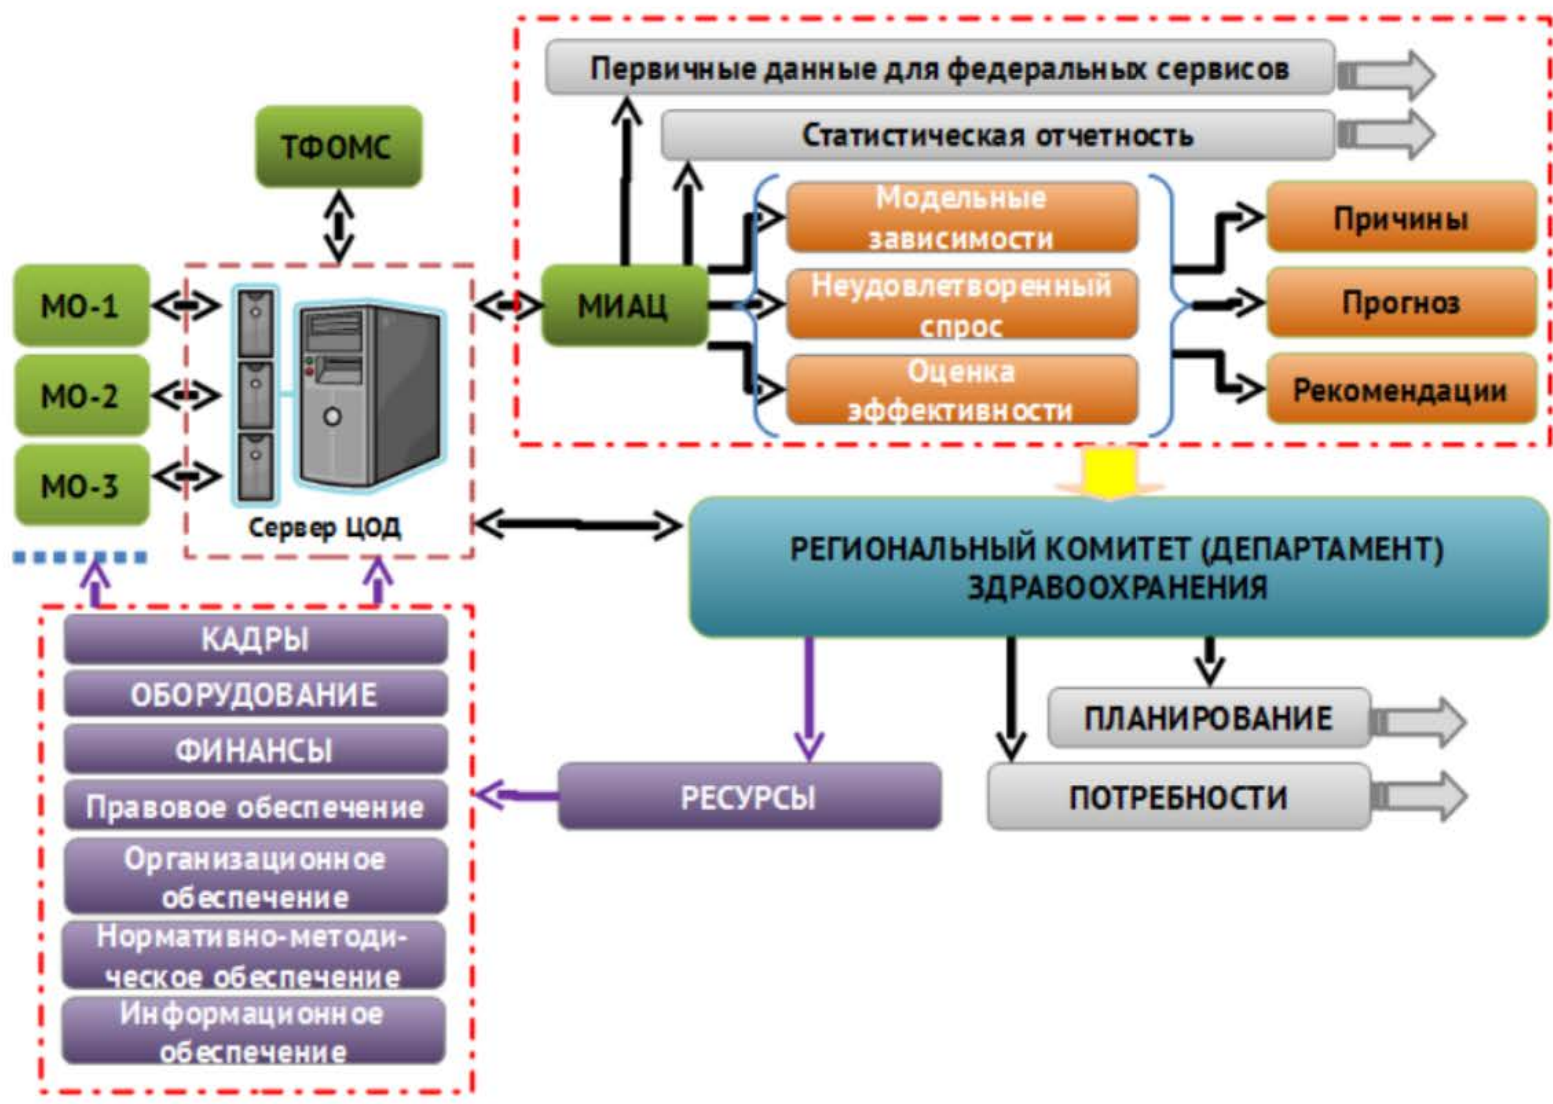 Первичные данные для федеральных сервисов
Статистическая отчетность
ТФОМС
Модельные
зависимости
Причины
МО-1
МИАЦ
Неудовлетворенный
спрос
Прогноз
МО-2
Оценка
эффективности
Рекомендации
МО-3
Сервер ЦОД
РЕГИОНАЛЬНЫЙ КОМИТЕТ (ДЕПАРТАМЕНТ)
ЗДРАВООХРАНЕНИЯ
КАДРЫ
ОБОРУДОВАНИЕ
ФИНАНСЫ
Правовое обеспечение
Организационное
обеспечение
Нормативно-методи-
ческое обеспечение
Информационное
обеспечение
РЕСУРСЫ
ПЛАНИРОВАНИЕ
ПОТРЕБНОСТИ